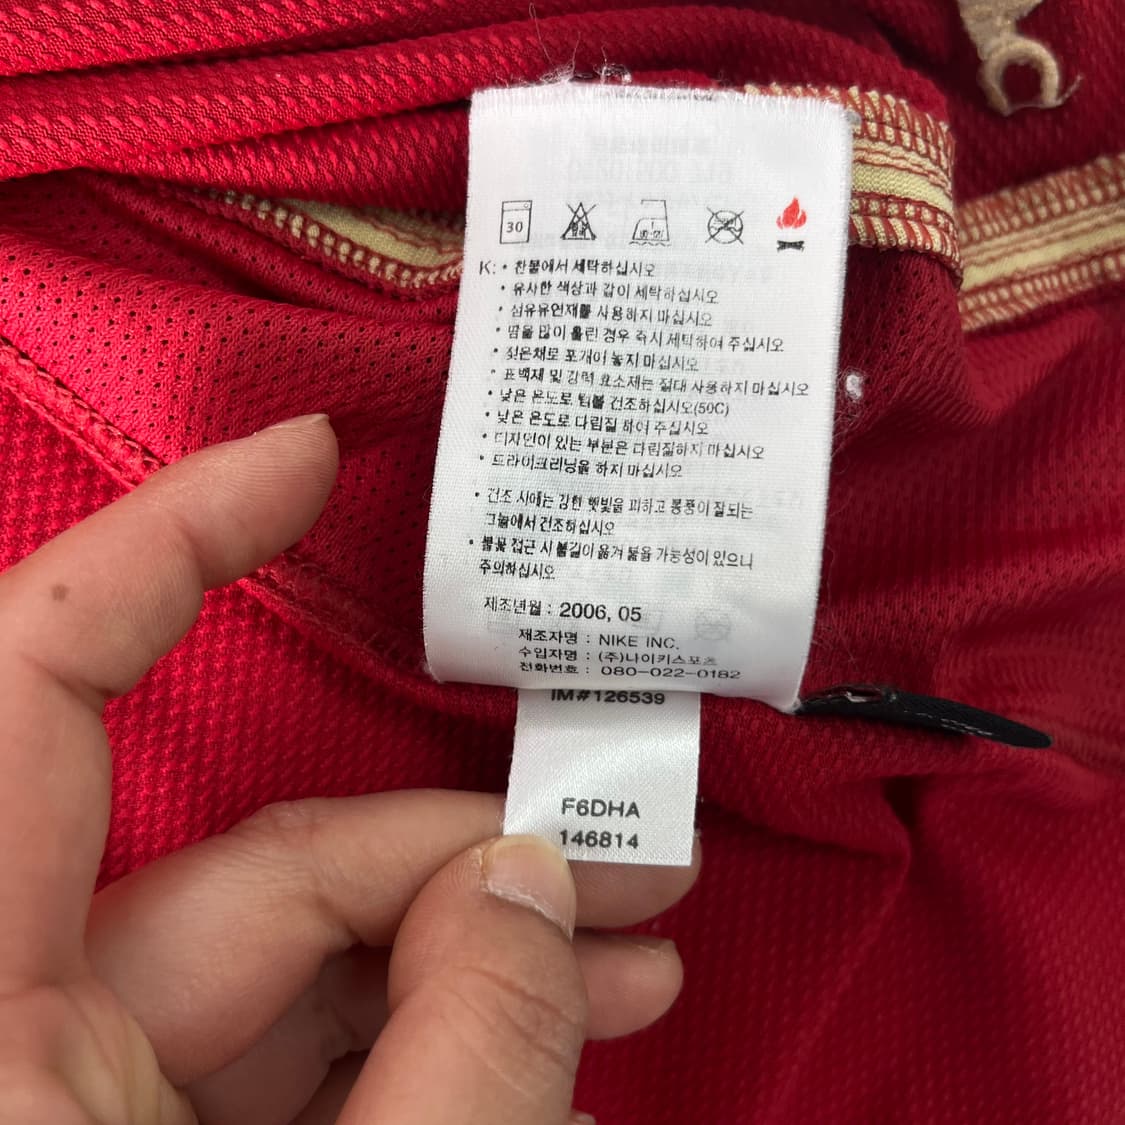 30
K: • 찬물에서 세탁하십시오
• 유사한 색상과 같이 세탁하십시오
• 섬유유연제를 사용하지 마십시오
• 땀을 많이 흘린 경우 즉시 세탁하여 주십시오
• 젖은채로 포개어 놓지 마십시오
• 표백제 및 강력 효소제는 절대 사용하지 마십시오
• 낮은 온도로 텀블 건조하십시오(50C)
• 낮은 온도로 다림질 하여 주십시오
• 디자인이 있는 부분은 다림질하지 마십시오
• 드라이크리닝을 하지 마십시오
• 건조 시에는 강한 햇빛을 피하고 통풍이 잘되는
그늘에서 건조하십시오
• 불꽃 접근 시 불길이 옮겨 붙을 가능성이 있으니
주의하십시오
제조년월 : 2006, 05
제조자명 : NIKE INC.
수입자명 : (주)나이키스포츠
전화번호 : 080-022-0182
IM#126539
F6DHA
146814